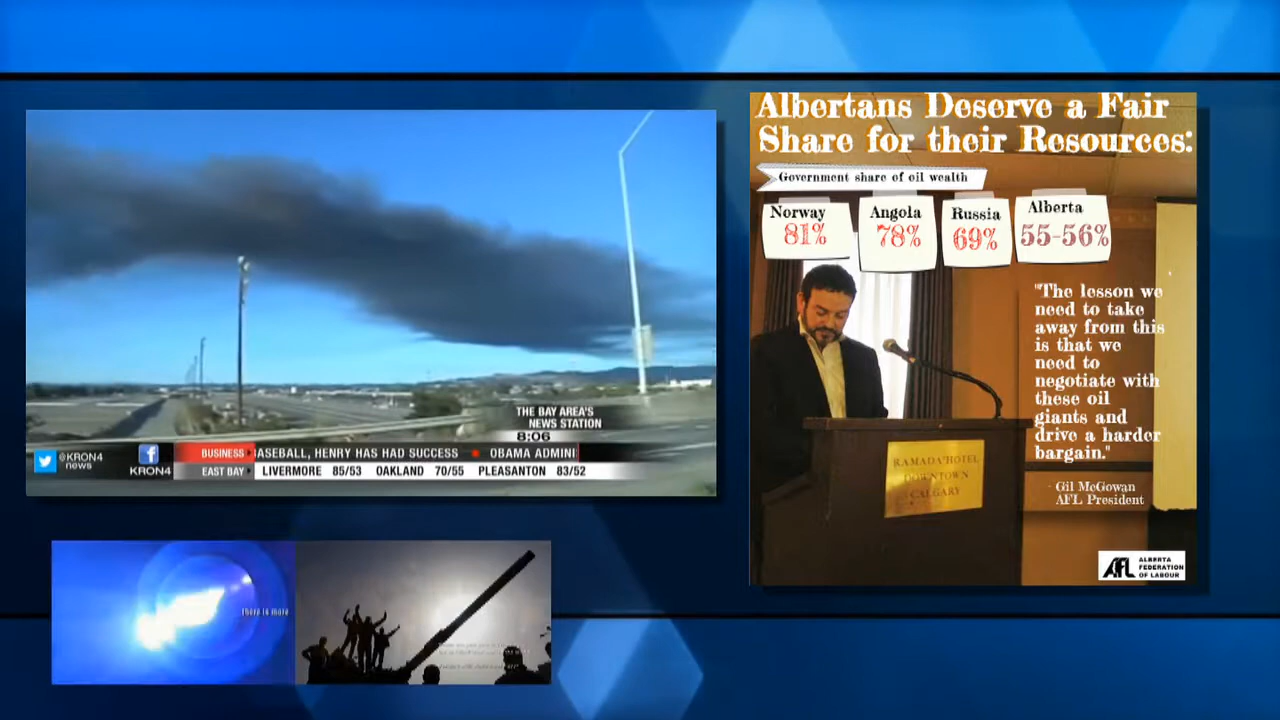 THE BAY AREA'S
NEWS STATION
8:06
@KRON4
news
KRON4
BUSINESS
ASEBALL, HENRY HAS HAD SUCCESS • OBAMA ADMINI
EAST BAY
LIVERMORE 85/53 OAKLAND 70/55 PLEASANTON 83/52
there is more
Albertans Deserve a Fair
Share for their Resources:
Government share of oil wealth
Norway
81%
Angola
78%
Russia
69%
Alberta
55-56%
"The lesson we
need to take
away from this
is that we
need to
negotiate with
these oil
giants and
drive a harder
bargain."
- Gil McGowan
AFL President
RAMADA HOTEL
DOWNTOWN
CALGARY
AFL
ALBERTA
FEDERATION
OF LABOUR